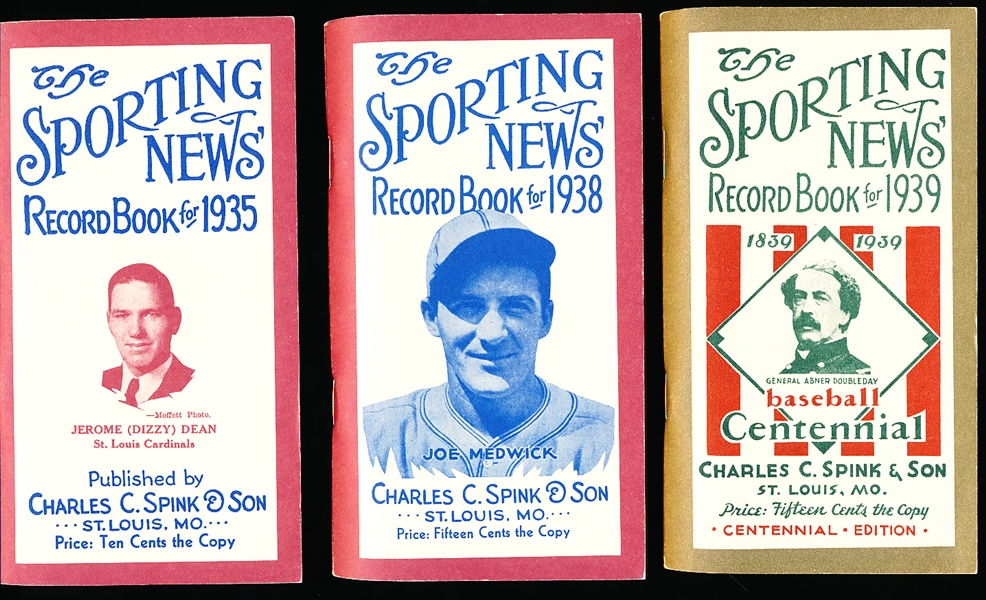 The
SPORTING
NEWS
RECORD BOOK for 1935
—Moffett Photo.
JEROME (DIZZY) DEAN
St. Louis Cardinals
Published by
CHARLES C. SPINK & SON
···ST. LOUIS, MO.···
Price: Ten Cents the Copy
The
SPORTING
NEWS
RECORD BOOK for 1938
JOE MEDWICK
CHARLES C. SPINK & SON
···ST. LOUIS, MO.···
Price: Fifteen Cents the Copy
The
SPORTING
NEWS
RECORD BOOK for 1939
1839 1939
GENERAL ABNER DOUBLEDAY
baseball
Centennial
CHARLES C. SPINK & SON
ST. LOUIS, MO.
Price: Fifteen Cents the Copy
• CENTENNIAL • EDITION •